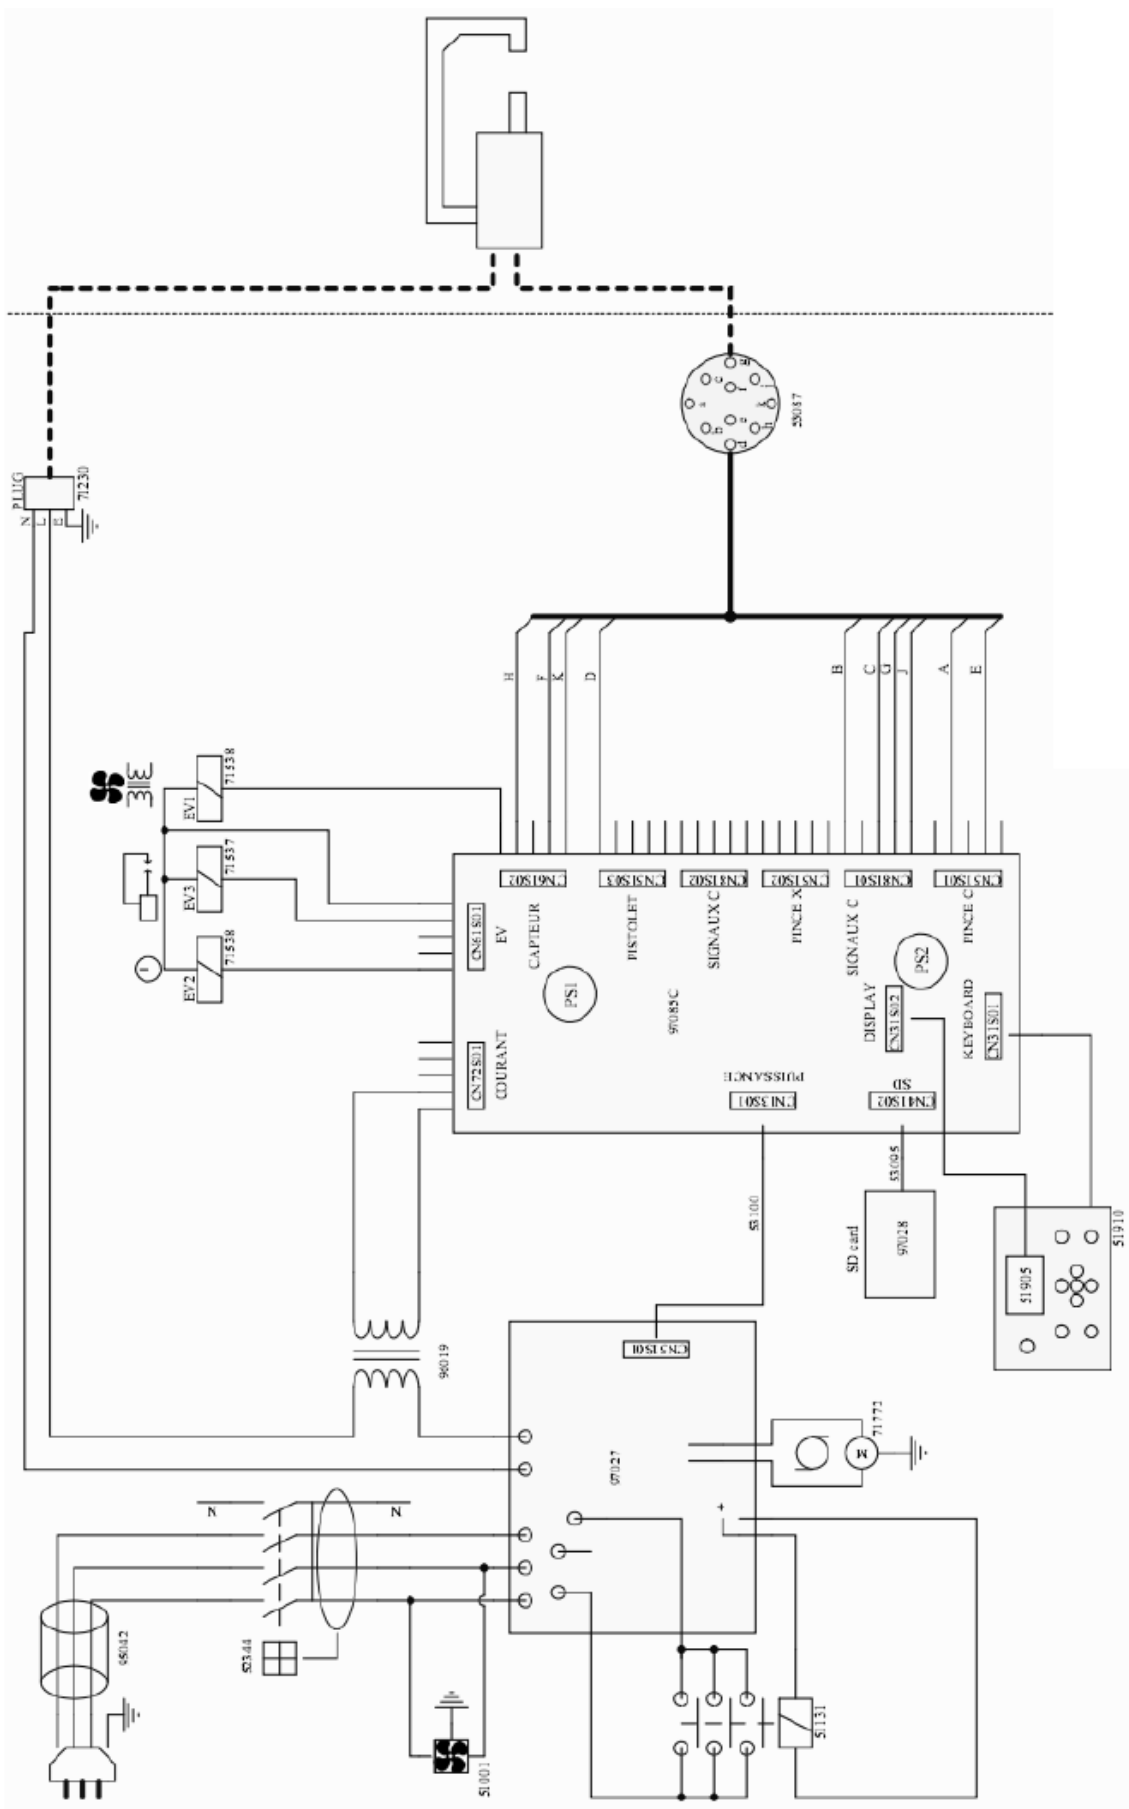 PLUG
71230
N
L
E
53087
H
F
K
D
B
C
G
J
A
E
71538
EV1
71537
EV3
71538
EV2
CN61S02
CN51S03
CN81S02
CN51S02
CN81S01
CN51S01
CN61S01
EV
CAPTEUR
PISTOLET
SIGNAUX C
PINCE X
SIGNAUX C
PINCE C
PS1
PS2
97085C
DISPLAY
CN31S02
KEYBOARD
CN31S01
CN72S01
COURANT
PUISSANCE
CN13S01
SD
CN41S02
53100
53095
SD card
97028
51905
51910
96019
CN51S01
97027
71772
M
N
N
+
95042
52344
51001
51131